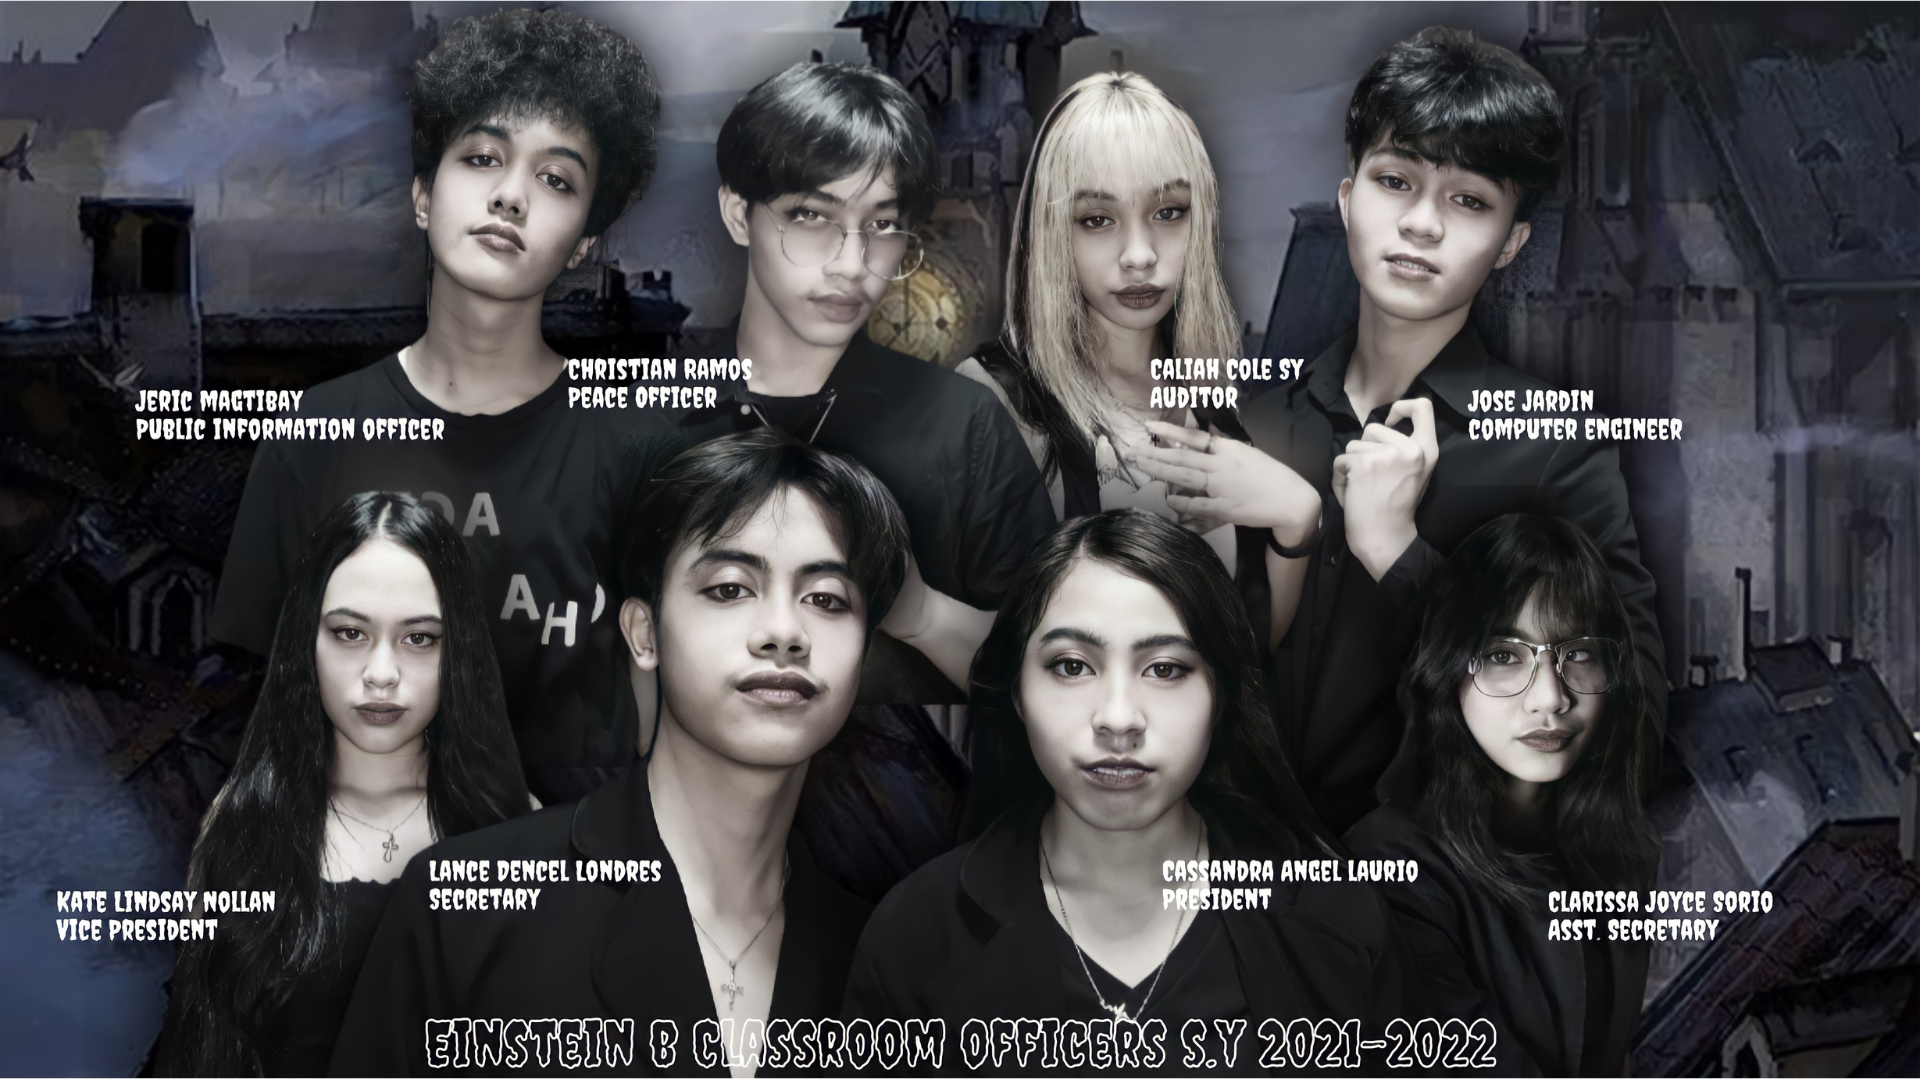 CHRISTIAN RAMOS
PEACE OFFICER
CALIAH COLE SY
AUDITOR
JERIC MAGTIBAY
PUBLIC INFORMATION OFFICER
JOSE JARDIN
COMPUTER ENGINEER
DA
AH
LANCE DENCEL LONDRES
SECRETARY
CASSANDRA ANGEL LAURIO
PRESIDENT
KATE LINDSAY NOLLAN
VICE PRESIDENT
CLARISSA JOYCE SORIO
ASST. SECRETARY
EINSTEIN B CLASSROOM OFFICERS S.Y 2021-2022